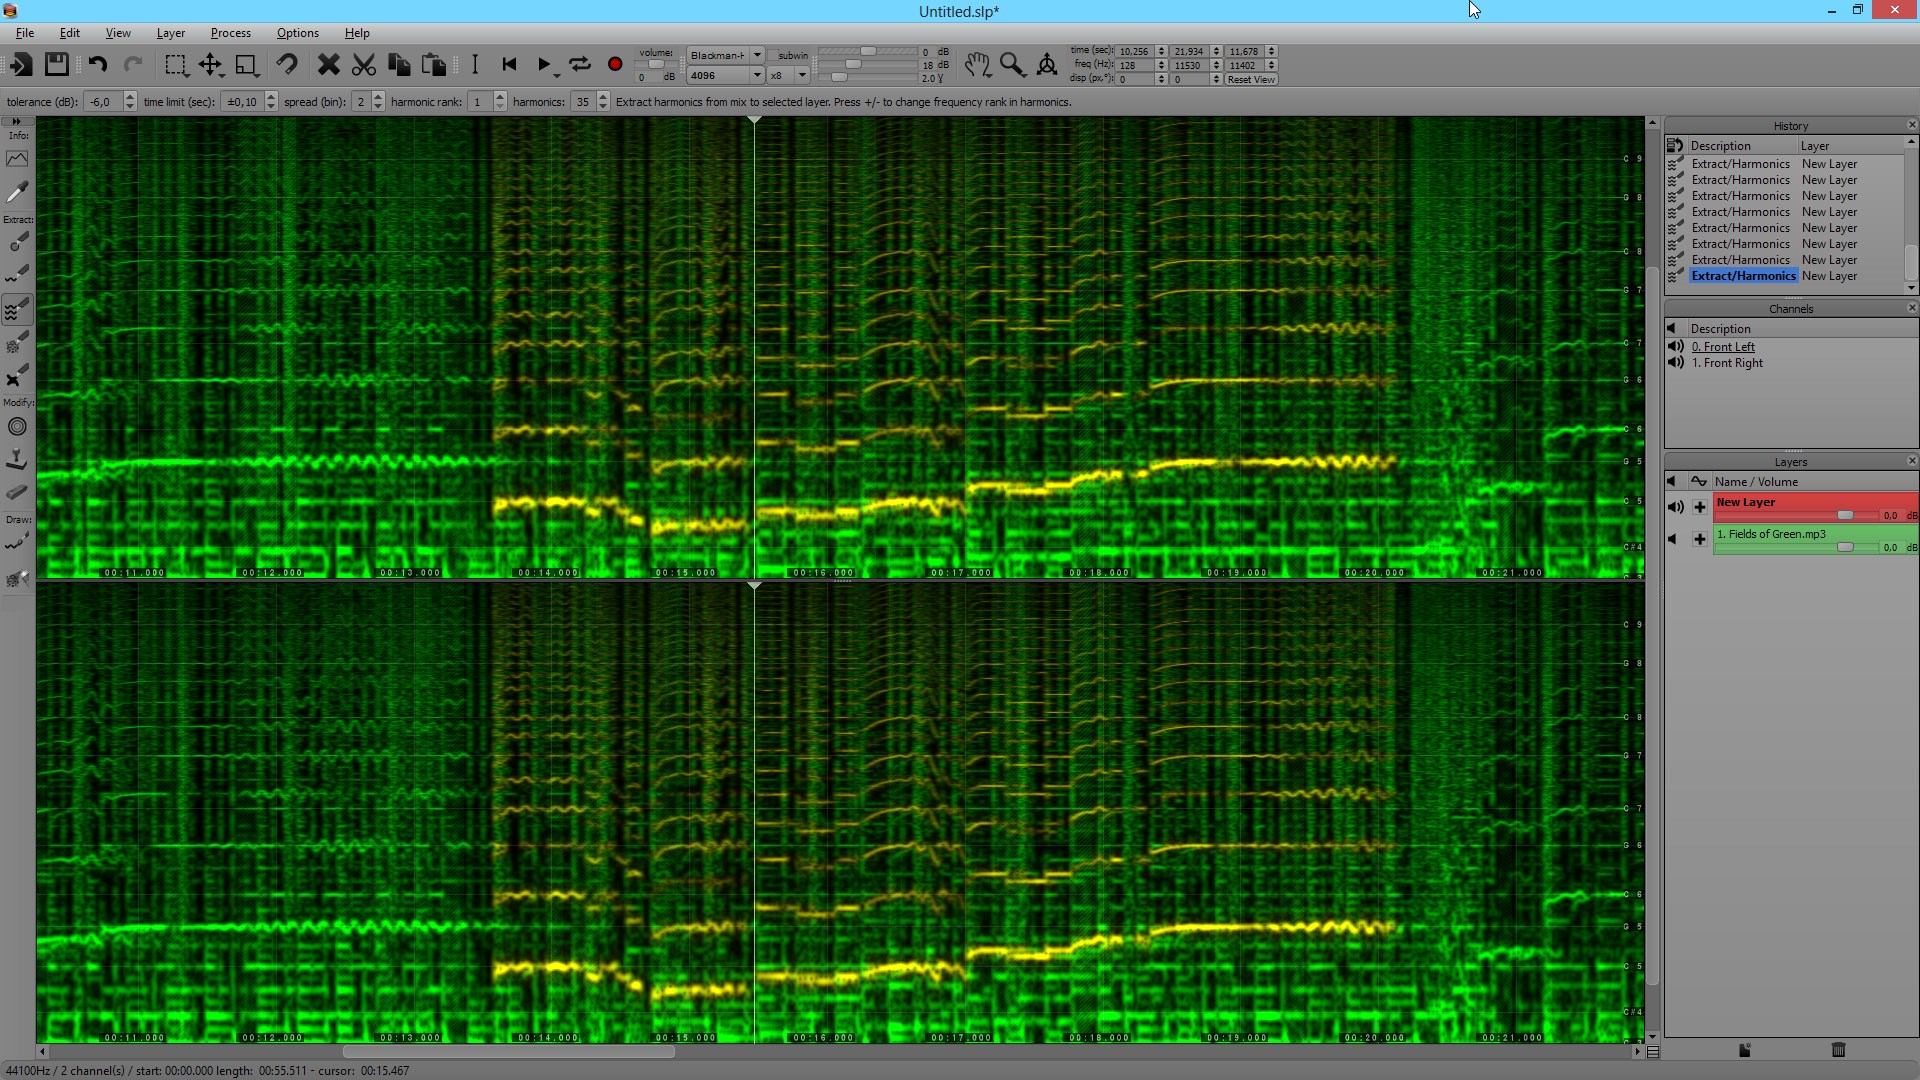 Untitled.slp*
File Edit View Layer Process Options Help
volume:
0 dB
Blackman-H subwin
4096 x8
0 dB
18 dB
2.0 V
time (sec): 10,256 21,934 11,678
freq (Hz): 128 11530 11402
disp (px,°): 0 0 Reset View
tolerance (dB): -6,0 time limit (sec): ±0,10 spread (bin): 2 harmonic rank: 1 harmonics: 35 Extract harmonics from mix to selected layer. Press +/- to change frequency rank in harmonics.
Info:
Extract:
Modify:
Draw:
C 9
G 8
C 8
G 7
C 7
G 6
C 6
G 5
C 5
C#4
00:11.000 00:12.000 00:13.000 00:14.000 00:15.000 00:16.000 00:17.000 00:18.000 00:19.000 00:20.000 00:21.000
C 9
G 8
C 8
G 7
C 7
G 6
C 6
G 5
C 5
C#4
00:11.000 00:12.000 00:13.000 00:14.000 00:15.000 00:16.000 00:17.000 00:18.000 00:19.000 00:20.000 00:21.000
History
Description Layer
Extract/Harmonics New Layer
Extract/Harmonics New Layer
Extract/Harmonics New Layer
Extract/Harmonics New Layer
Extract/Harmonics New Layer
Extract/Harmonics New Layer
Extract/Harmonics New Layer
Extract/Harmonics New Layer
Channels
Description
0. Front Left
1. Front Right
Layers
Name / Volume
New Layer
0,0 dB
1. Fields of Green.mp3
0,0 dB
44100Hz / 2 channel(s) / start: 00:00.000 length: 00:55.511 - cursor: 00:15.467